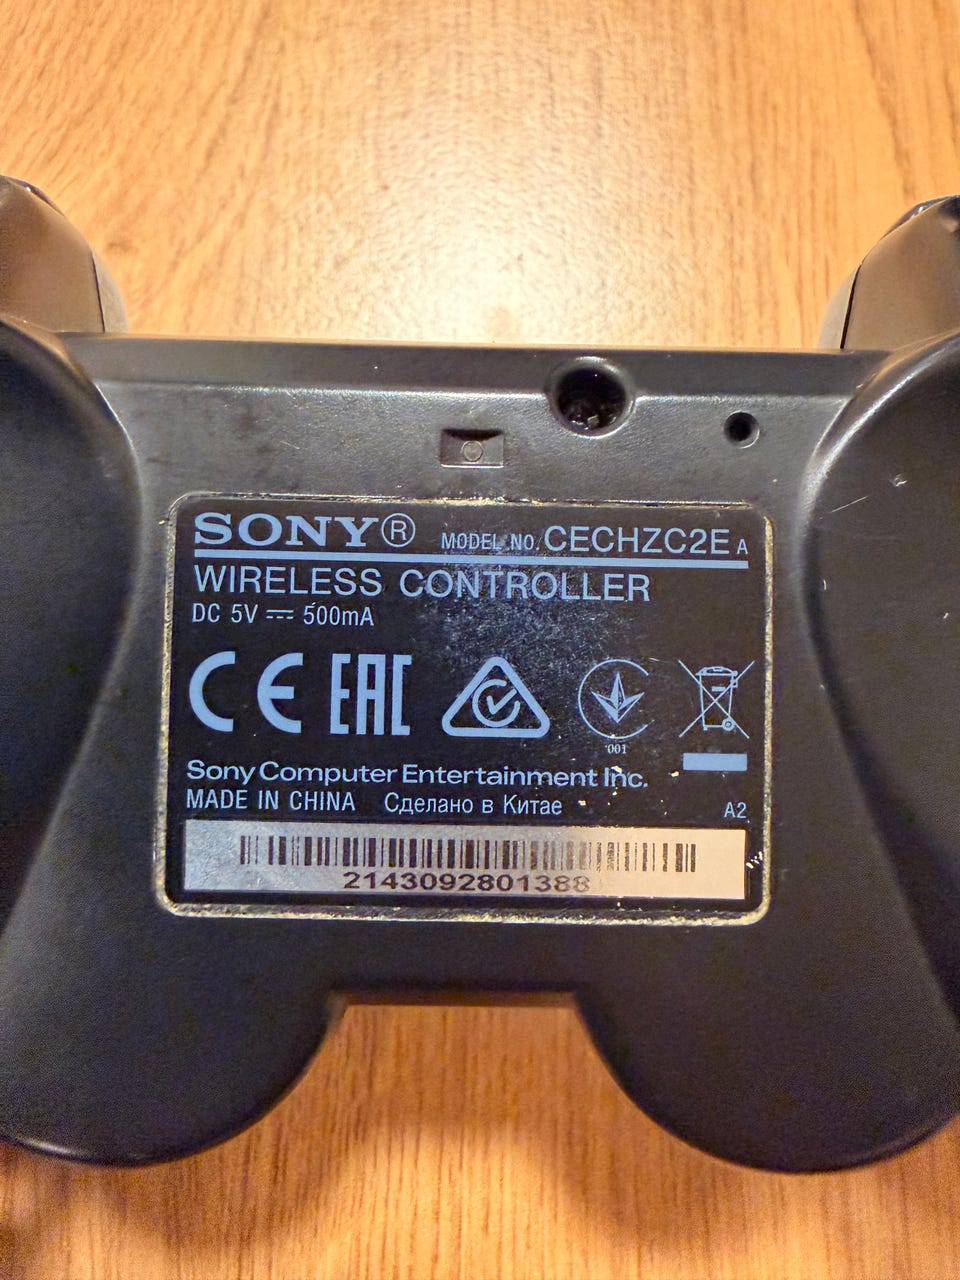 SONY®
MODEL NO. CECHZC2E A
WIRELESS CONTROLLER
DC 5V ⎓ 500mA
CE EAC
001
Sony Computer Entertainment Inc.
MADE IN CHINA Сделано в Китае
A2
2143092801388